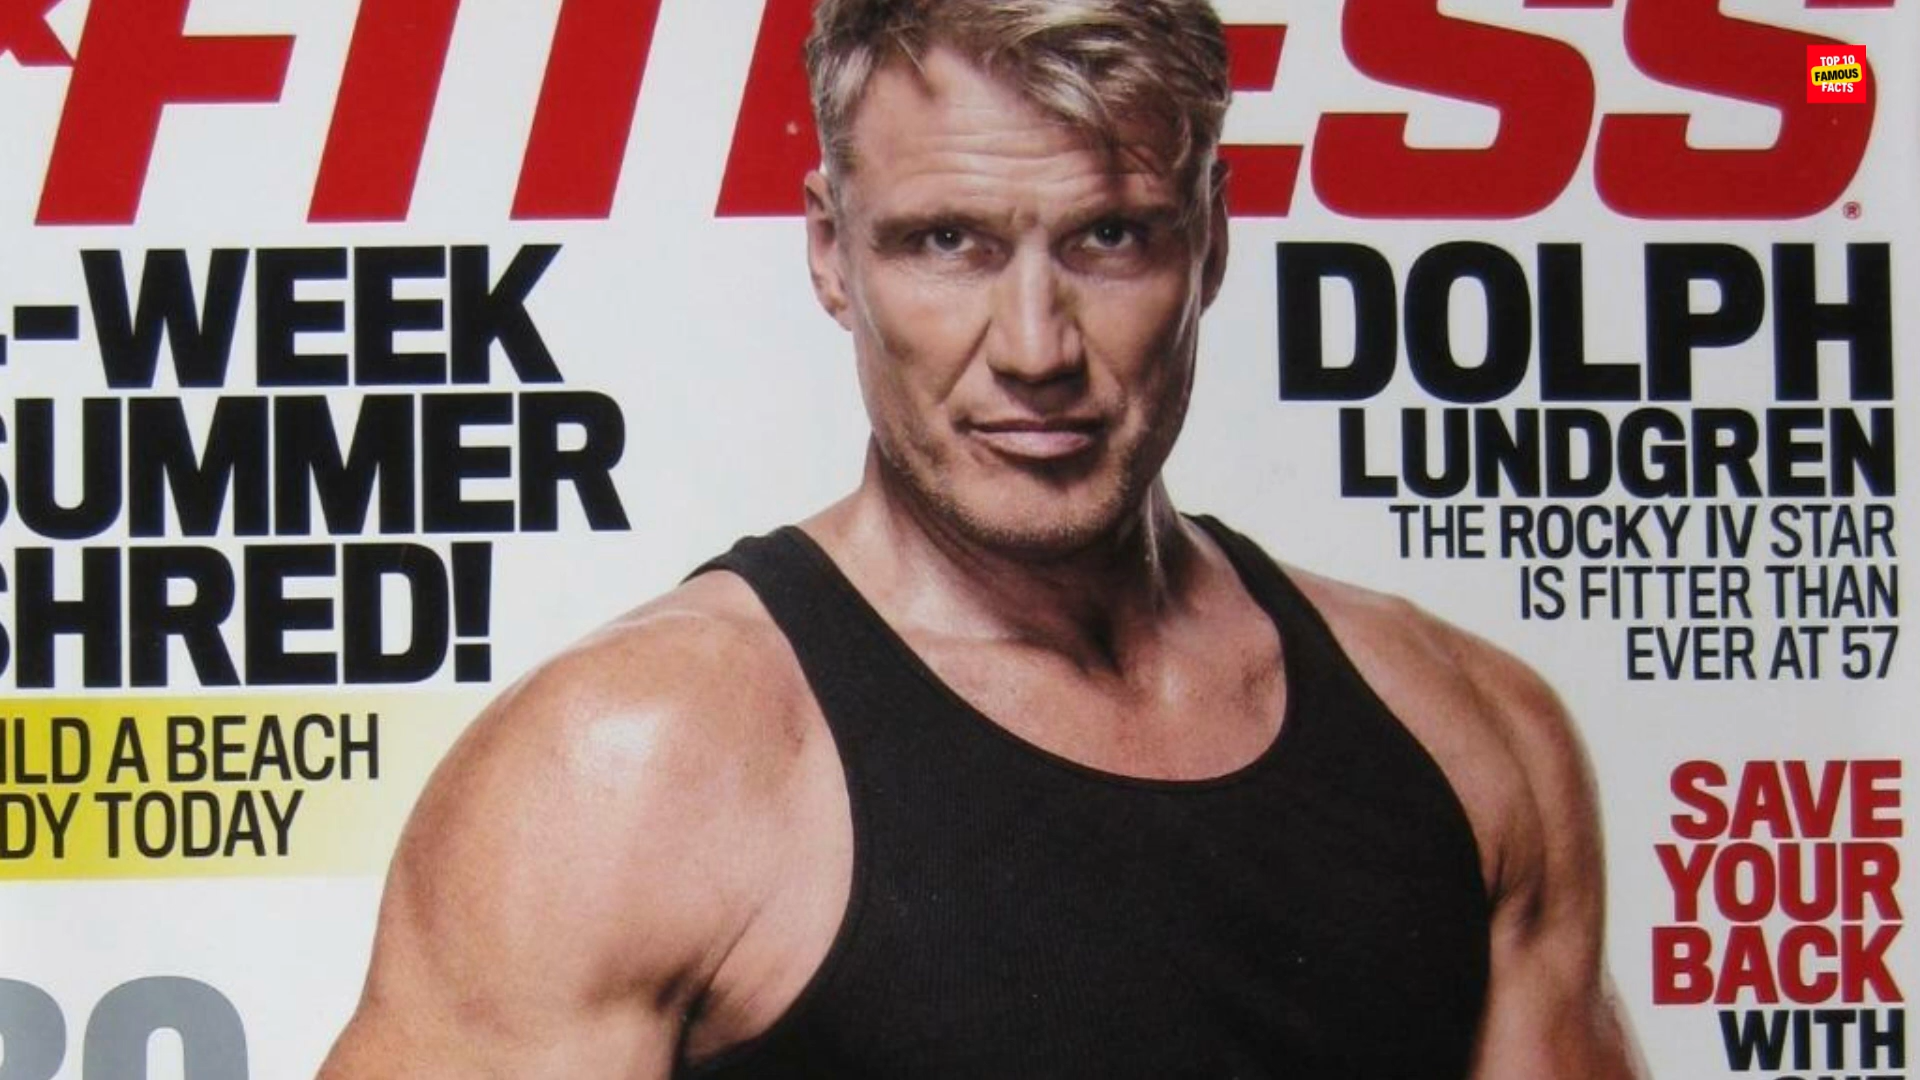 & FITNESS®
TOP 10
FAMOUS
FACTS
-WEEK
SUMMER
SHRED!
ILD A BEACH
DY TODAY
DOLPH
LUNDGREN
THE ROCKY IV STAR
IS FITTER THAN
EVER AT 57
SAVE
YOUR
BACK
WITH